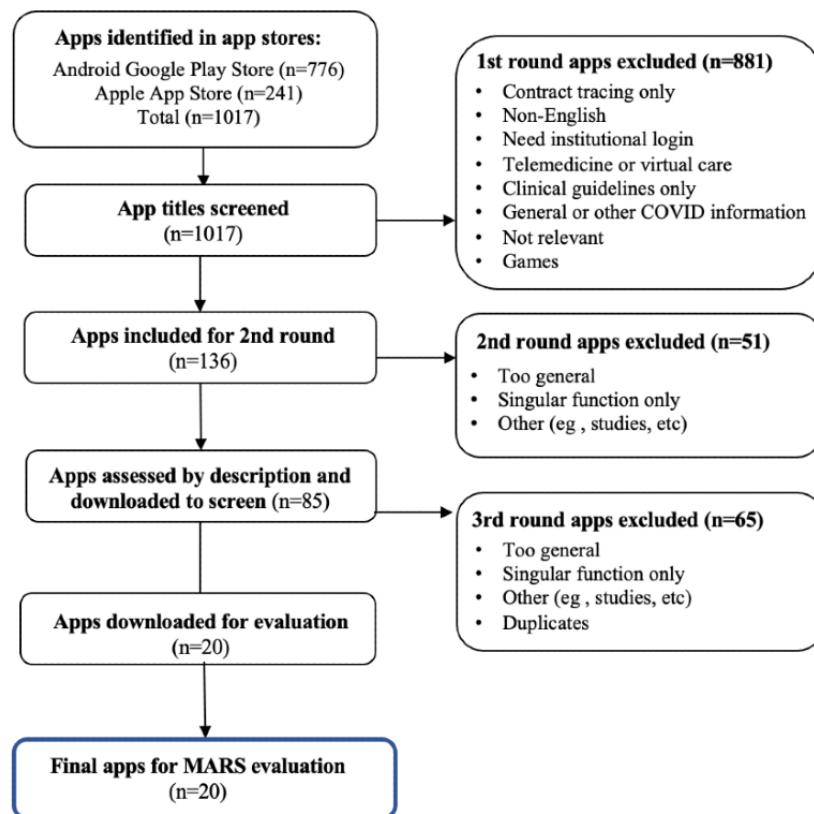 Apps identified in app stores:
Android Google Play Store (n=776)
Apple App Store (n=241)
Total (n=1017)
1st round apps excluded (n=881)
• Contract tracing only
• Non-English
• Need institutional login
• Telemedicine or virtual care
• Clinical guidelines only
• General or other COVID information
• Not relevant
• Games
App titles screened
(n=1017)
Apps included for 2nd round
(n=136)
2nd round apps excluded (n=51)
• Too general
• Singular function only
• Other (eg , studies, etc)
Apps assessed by description and
downloaded to screen (n=85)
3rd round apps excluded (n=65)
• Too general
• Singular function only
• Other (eg , studies, etc)
• Duplicates
Apps downloaded for evaluation
(n=20)
Final apps for MARS evaluation
(n=20)